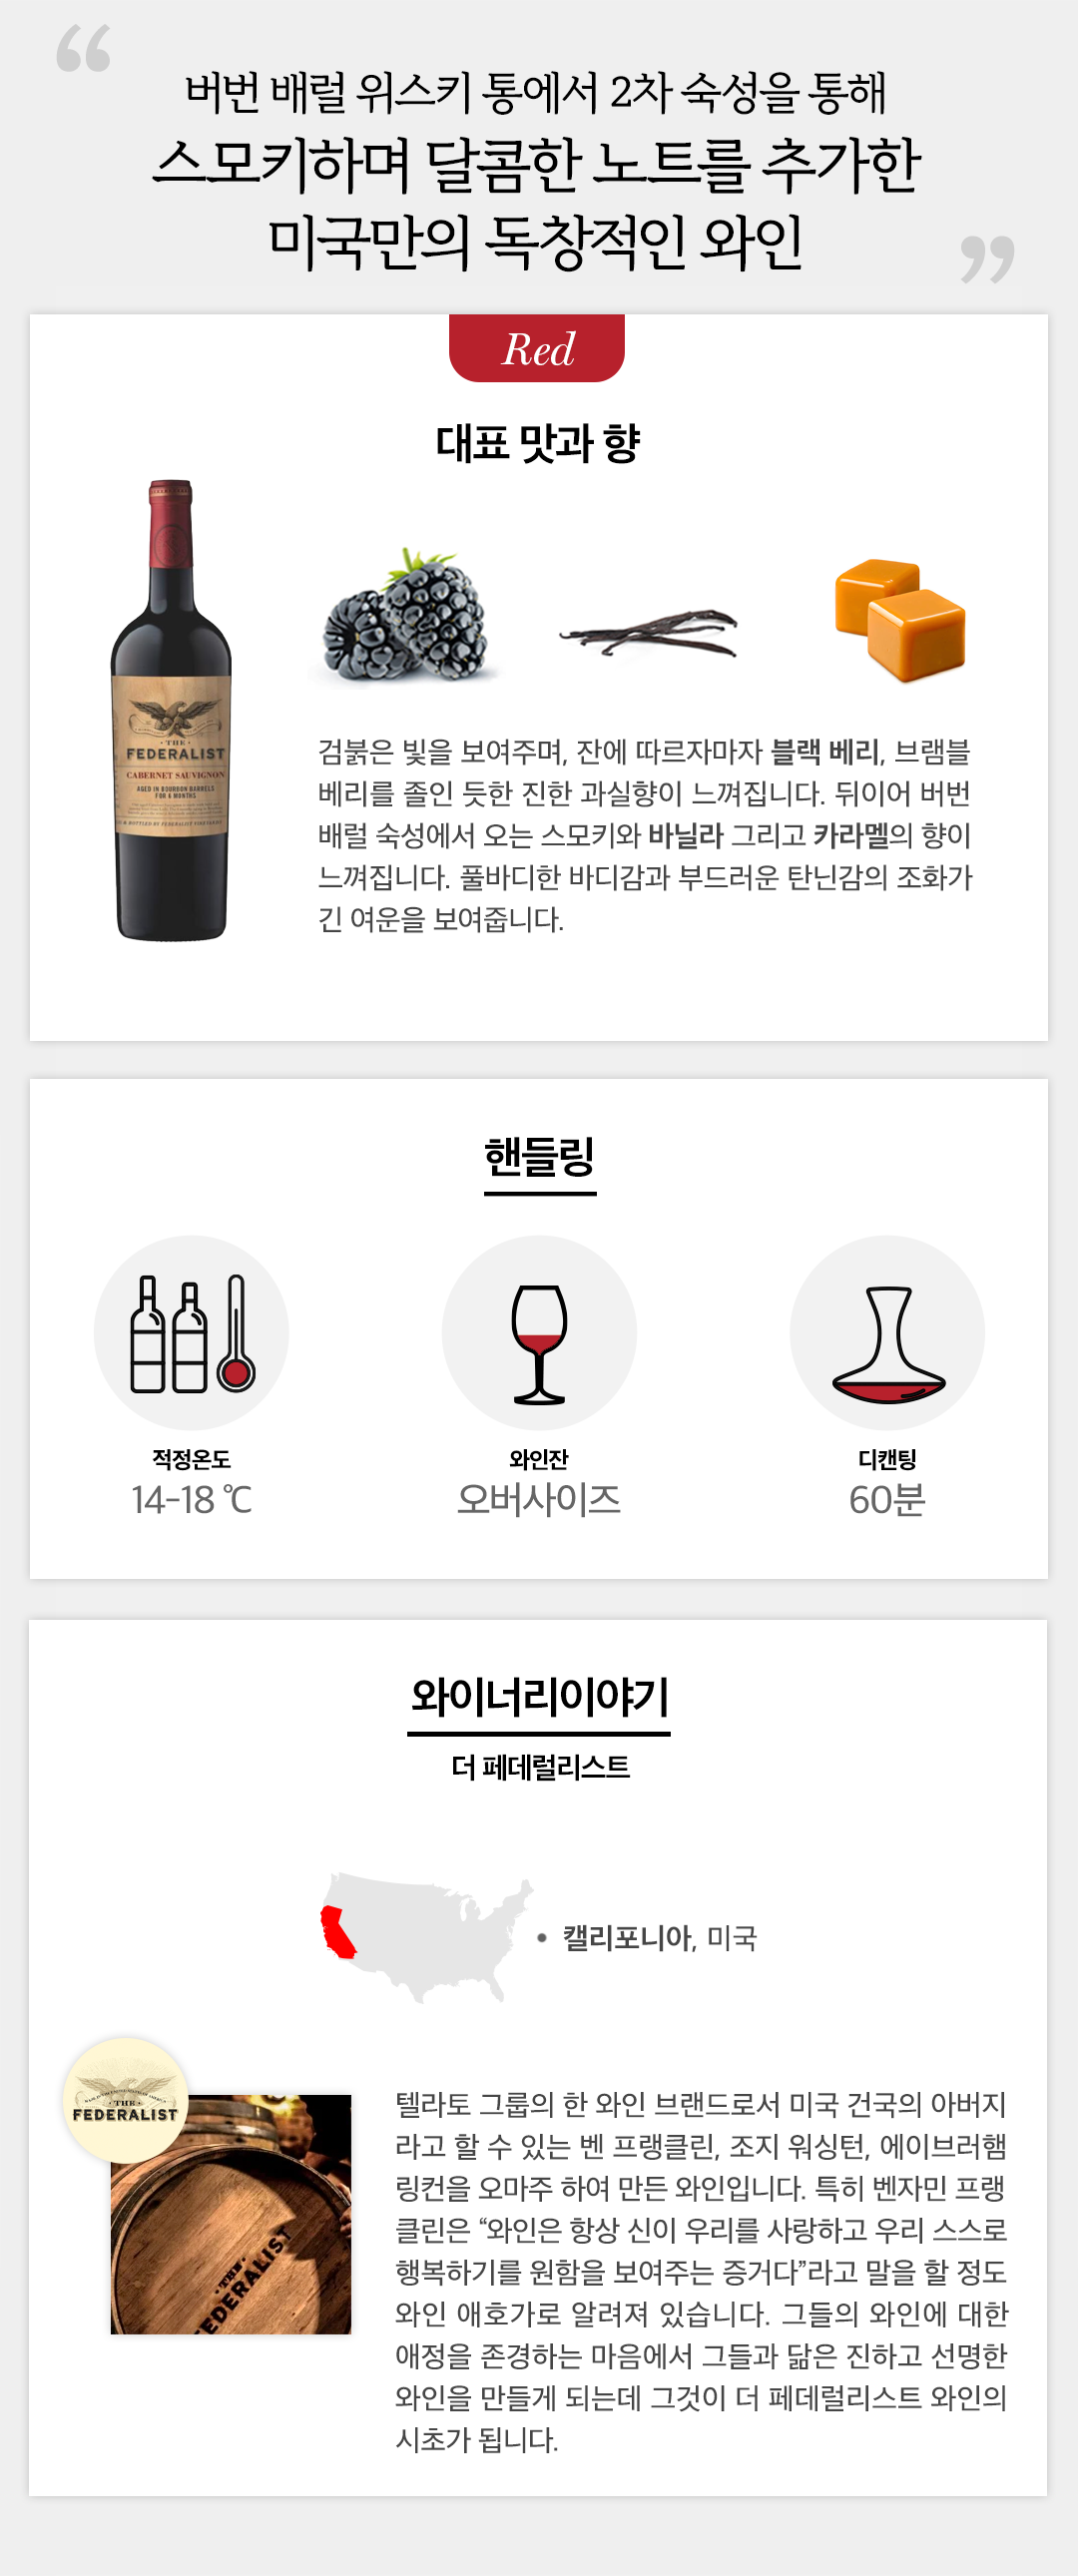 “
버번 배럴 위스키 통에서 2차 숙성을 통해
스모키하며 달콤한 노트를 추가한
미국만의 독창적인 와인
”
Red
대표 맛과 향
THE
FEDERALIST
CABERNET SAUVIGNON
AGED IN BOURBON BARRELS
FOR 6 MONTHS
& BOTTLED BY FEDERALIST VINEYARDS
검붉은 빛을 보여주며, 잔에 따르자마자 블랙 베리, 브램블
베리를 졸인 듯한 진한 과실향이 느껴집니다. 뒤이어 버번
배럴 숙성에서 오는 스모키와 바닐라 그리고 카라멜의 향이
느껴집니다. 풀바디한 바디감과 부드러운 탄닌감의 조화가
긴 여운을 보여줍니다.
핸들링
적정온도
14-18 ℃
와인잔
오버사이즈
디캔팅
60분
와이너리이야기
더 페데럴리스트
• 캘리포니아, 미국
THE
FEDERALIST
THE
FEDERALIST
텔라토 그룹의 한 와인 브랜드로서 미국 건국의 아버지
라고 할 수 있는 벤 프랭클린, 조지 워싱턴, 에이브러햄
링컨을 오마주 하여 만든 와인입니다. 특히 벤자민 프랭
클린은 “와인은 항상 신이 우리를 사랑하고 우리 스스로
행복하기를 원함을 보여주는 증거다”라고 말을 할 정도
와인 애호가로 알려져 있습니다. 그들의 와인에 대한
애정을 존경하는 마음에서 그들과 닮은 진하고 선명한
와인을 만들게 되는데 그것이 더 페데럴리스트 와인의
시초가 됩니다.